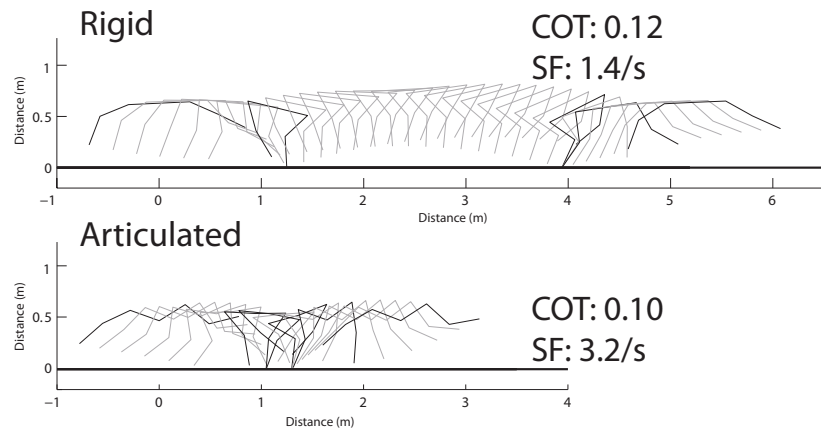 Rigid
COT: 0.12
SF: 1.4/s
Distance (m)
1
0.5
0
−1 0 1 2 3 4 5 6
Distance (m)
Articulated
COT: 0.10
SF: 3.2/s
Distance (m)
1
0.5
0
−1 0 1 2 3 4
Distance (m)